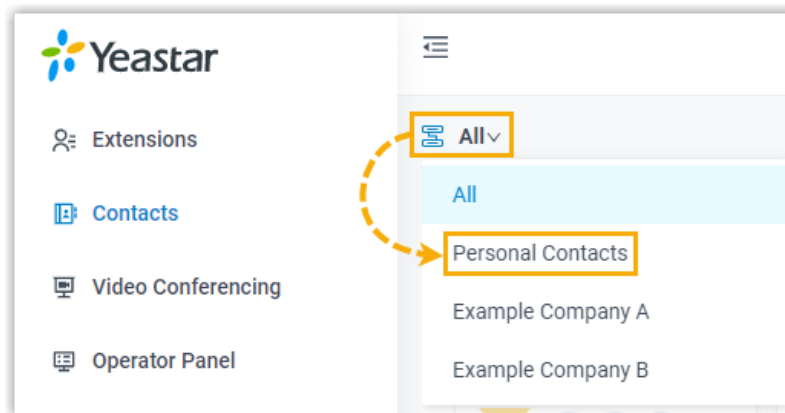 Yeastar
Extensions
Contacts
Video Conferencing
Operator Panel
All
All
Personal Contacts
Example Company A
Example Company B